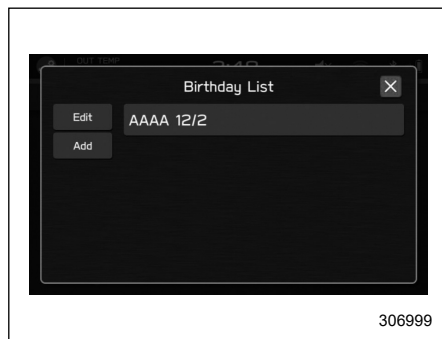 OUT TEMP
Birthday List
Edit
AAAA 12/2
Add
306999